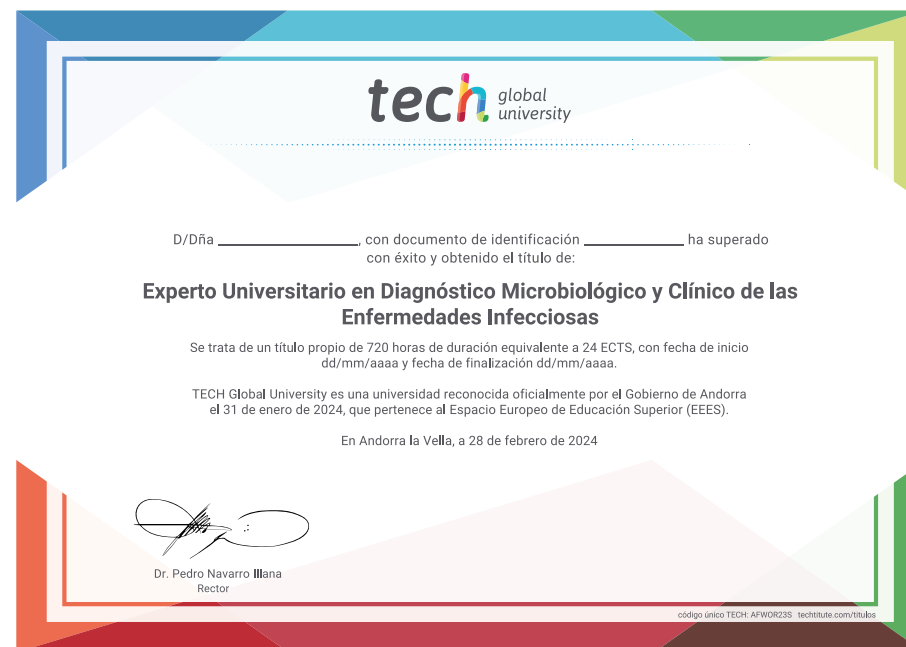 tech global university
D/Dña ____________________, con documento de identificación ______________ ha superado
con éxito y obtenido el título de:
Experto Universitario en Diagnóstico Microbiológico y Clínico de las
Enfermedades Infecciosas
Se trata de un título propio de 720 horas de duración equivalente a 24 ECTS, con fecha de inicio
dd/mm/aaaa y fecha de finalización dd/mm/aaaa.
TECH Global University es una universidad reconocida oficialmente por el Gobierno de Andorra
el 31 de enero de 2024, que pertenece al Espacio Europeo de Educación Superior (EEES).
En Andorra la Vella, a 28 de febrero de 2024
Dr. Pedro Navarro Illana
Rector
código único TECH: AFWOR23S techtitute.com/titulos